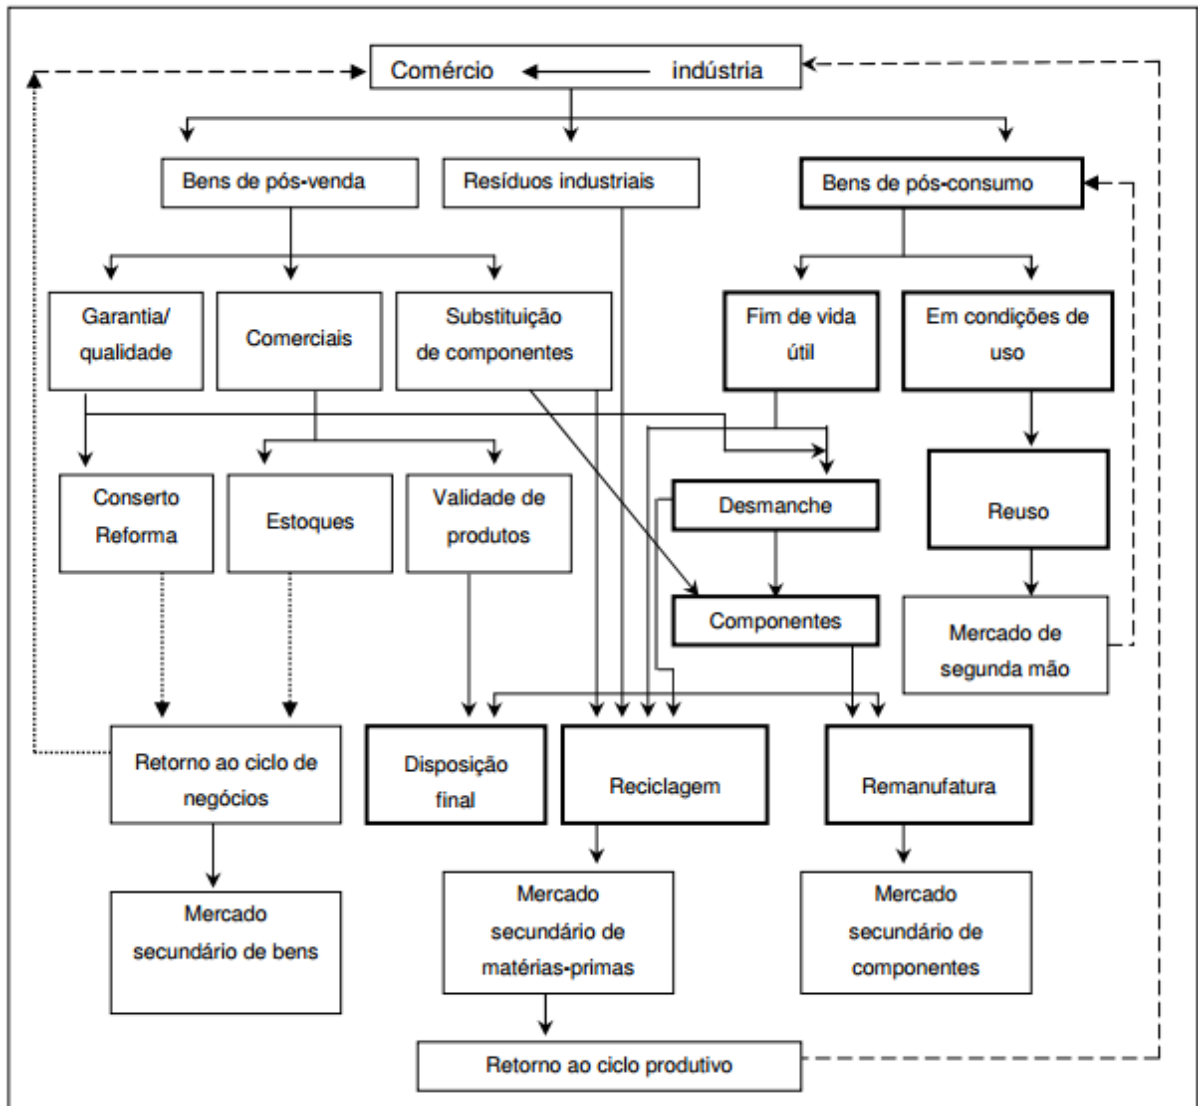 Comércio indústria
Bens de pós-venda
Resíduos industriais
Bens de pós-consumo
Garantia/
qualidade
Comerciais
Substituição
de componentes
Fim de vida
útil
Em condições de
uso
Conserto
Reforma
Estoques
Validade de
produtos
Desmanche
Reuso
Componentes
Mercado de
segunda mão
Retorno ao ciclo de
negócios
Disposição
final
Reciclagem
Remanufatura
Mercado
secundário de bens
Mercado
secundário de
matérias-primas
Mercado
secundário de
componentes
Retorno ao ciclo produtivo